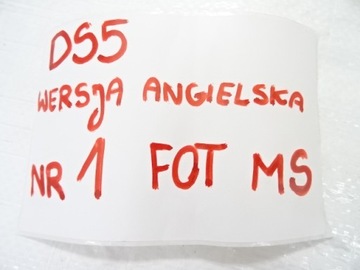 DS5
WERSJA ANGIELSKA
NR 1 FOT MS